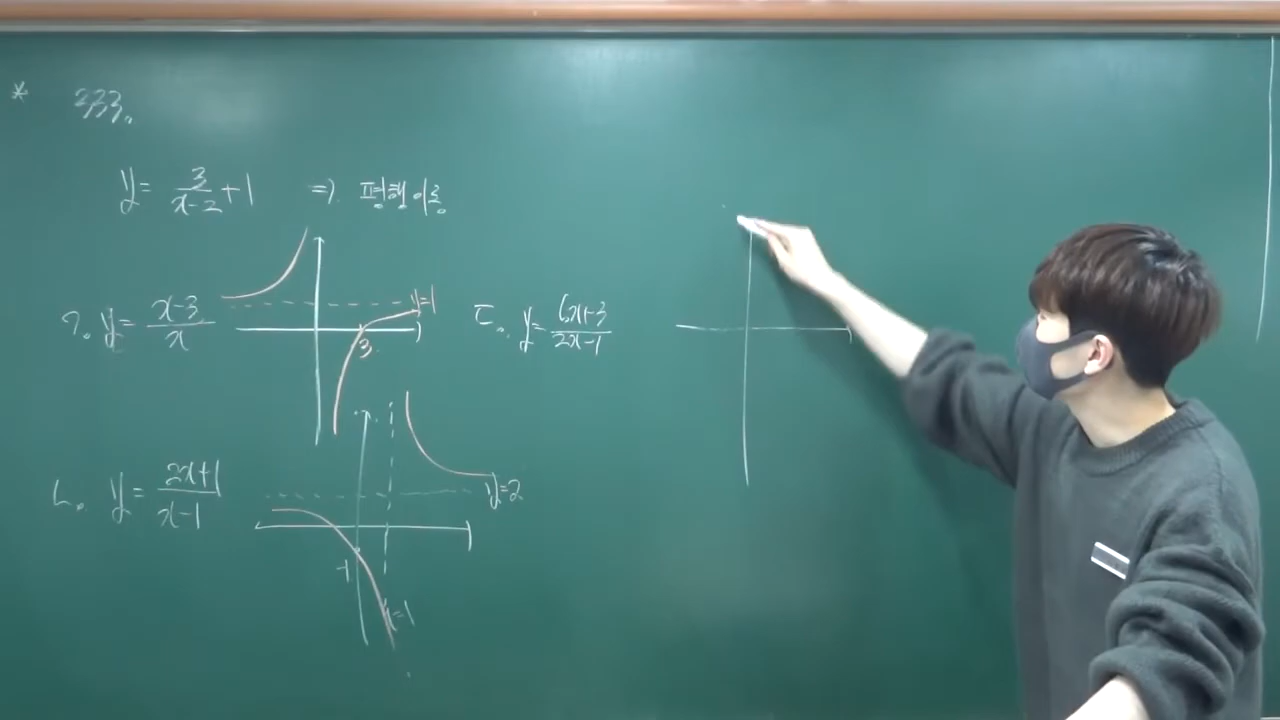 * 333.
y = 3/(x-2) + 1 ⇒ 평행이동
ㄱ. y = (x-3)/x
y=1
3
ㄴ. y = (2x+1)/(x-1)
y=2
-1
x=1
ㄷ. y = (6x+3)/(2x-1)